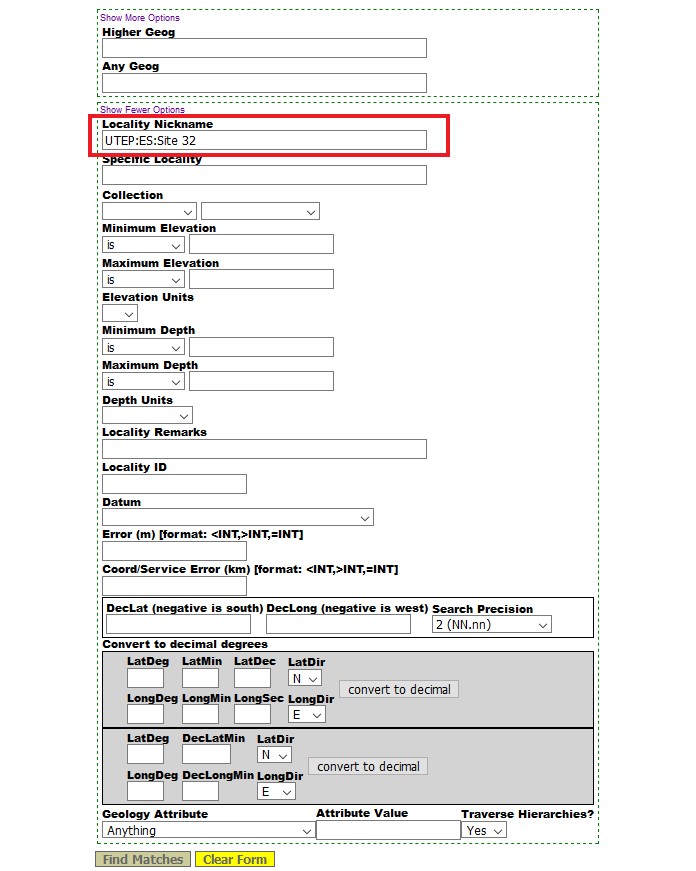 Show More Options
Higher Geog
Any Geog
Show Fewer Options
Locality Nickname
UTEP:ES:Site 32
Specific Locality
Collection
Minimum Elevation
is
Maximum Elevation
is
Elevation Units
Minimum Depth
is
Maximum Depth
is
Depth Units
Locality Remarks
Locality ID
Datum
Error (m) [format: <INT,>INT,=INT]
Coord/Service Error (km) [format: <INT,>INT,=INT]
DecLat (negative is south) DecLong (negative is west) Search Precision
2 (NN.nn)
Convert to decimal degrees
LatDeg LatMin LatDec LatDir
N
convert to decimal
LongDeg LongMin LongSec LongDir
E
LatDeg DecLatMin LatDir
N
convert to decimal
LongDeg DecLongMin LongDir
E
Geology Attribute Attribute Value Traverse Hierarchies?
Anything Yes
Find Matches Clear Form